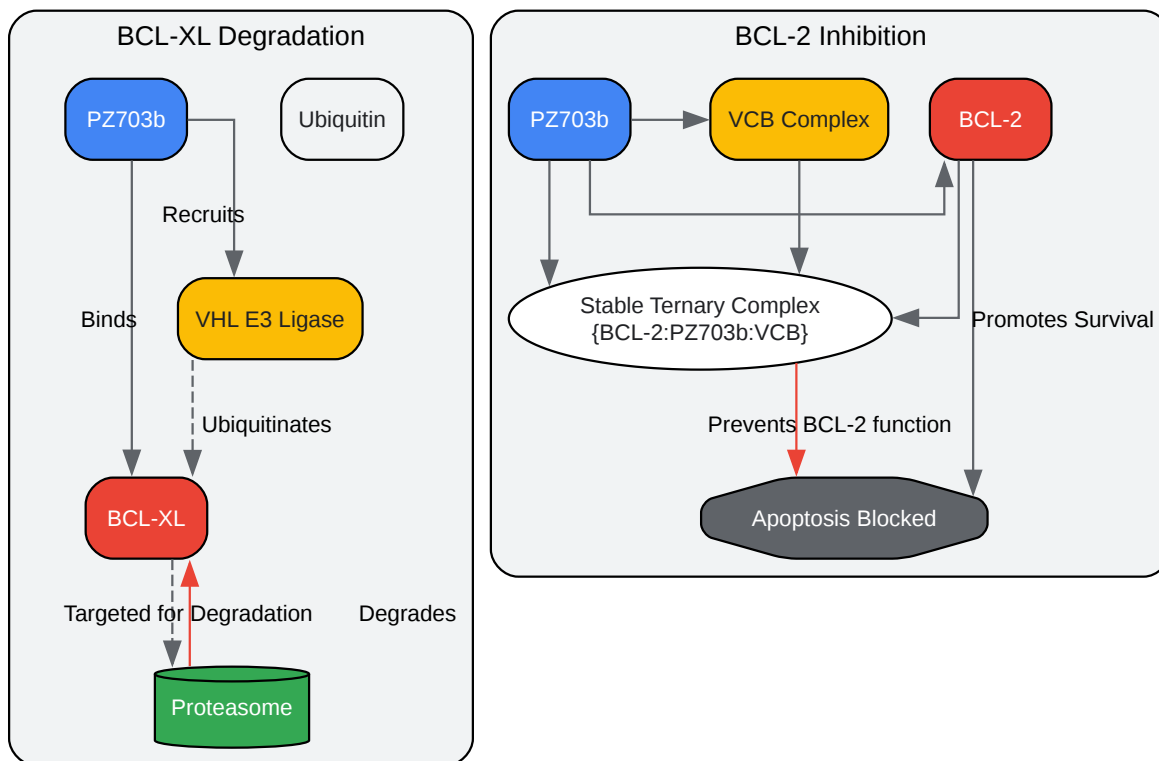 BCL-XL Degradation
PZ703b
Ubiquitin
Recruits
Binds
VHL E3 Ligase
Ubiquitinates
BCL-XL
Targeted for Degradation
Degrades
Proteasome
BCL-2 Inhibition
PZ703b
VCB Complex
BCL-2
Stable Ternary Complex
{BCL-2:PZ703b:VCB}
Promotes Survival
Prevents BCL-2 function
Apoptosis Blocked